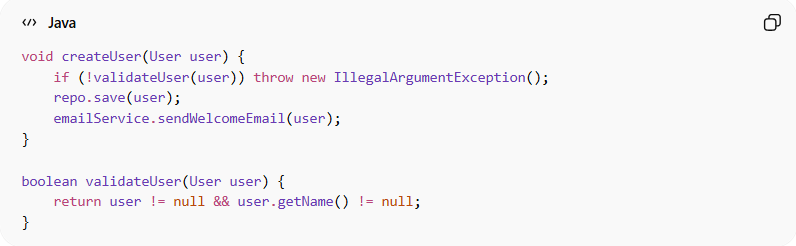 </> Java
void createUser(User user) {
    if (!validateUser(user)) throw new IllegalArgumentException();
    repo.save(user);
    emailService.sendWelcomeEmail(user);
}

boolean validateUser(User user) {
    return user != null && user.getName() != null;
}